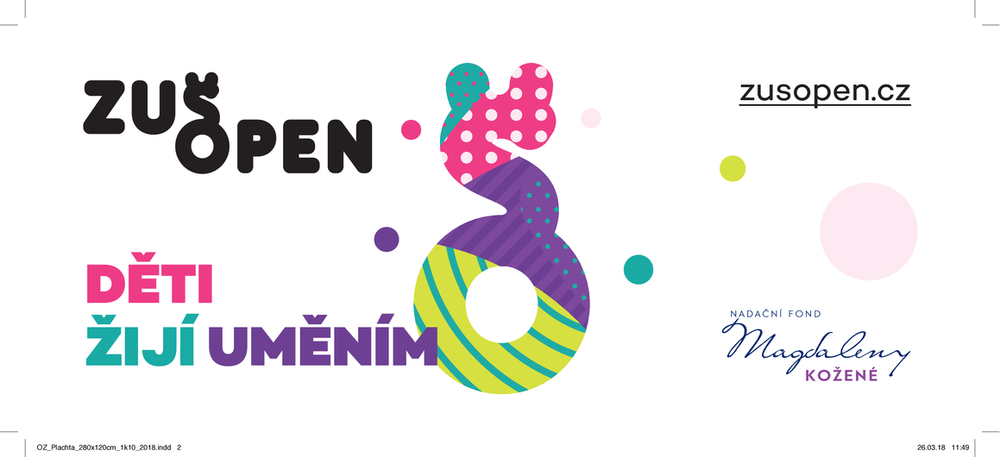 ZUŠ
OPEN
zusopen.cz
DĚTI
ŽIJÍ UMĚNÍM
NADAČNÍ FOND
Magdaleny
KOŽENÉ
OZ_Plachta_280x120cm_1k10_2018.indd 2
26.03.18 11:49